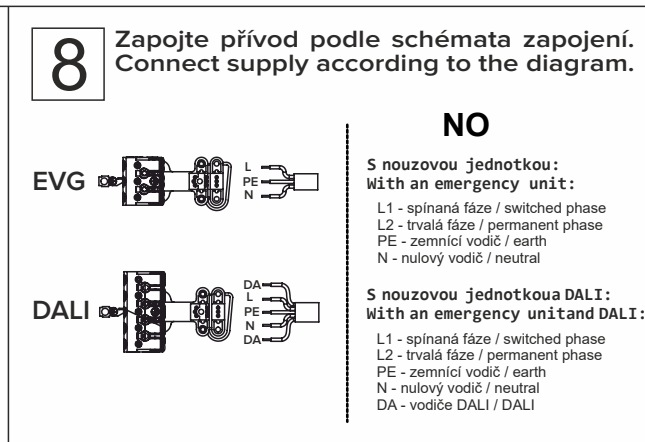 8
Zapojte přívod podle schémata zapojení.
Connect supply according to the diagram.
EVG
L
PE
N
DALI
DA
L
PE
N
DA
NO
S nouzovou jednotkou:
With an emergency unit:
L1 - spínaná fáze / switched phase
L2 - trvalá fáze / permanent phase
PE - zemnící vodič / earth
N - nulový vodič / neutral
S nouzovou jednotkoua DALI:
With an emergency unitand DALI:
L1 - spínaná fáze / switched phase
L2 - trvalá fáze / permanent phase
PE - zemnící vodič / earth
N - nulový vodič / neutral
DA - vodiče DALI / DALI